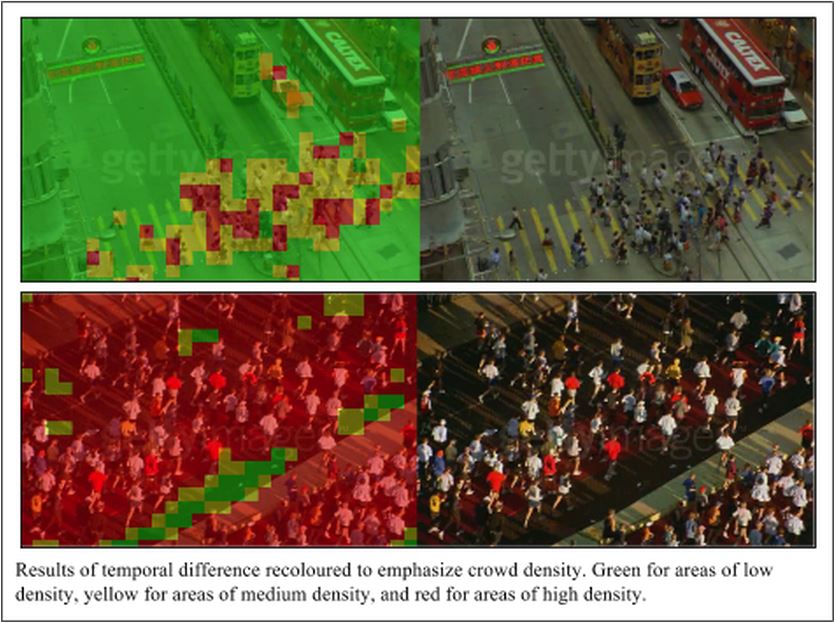 CALTEX
CALTEX
gettyimages
gettyimages
Results of temporal difference recoloured to emphasize crowd density. Green for areas of low
density, yellow for areas of medium density, and red for areas of high density.